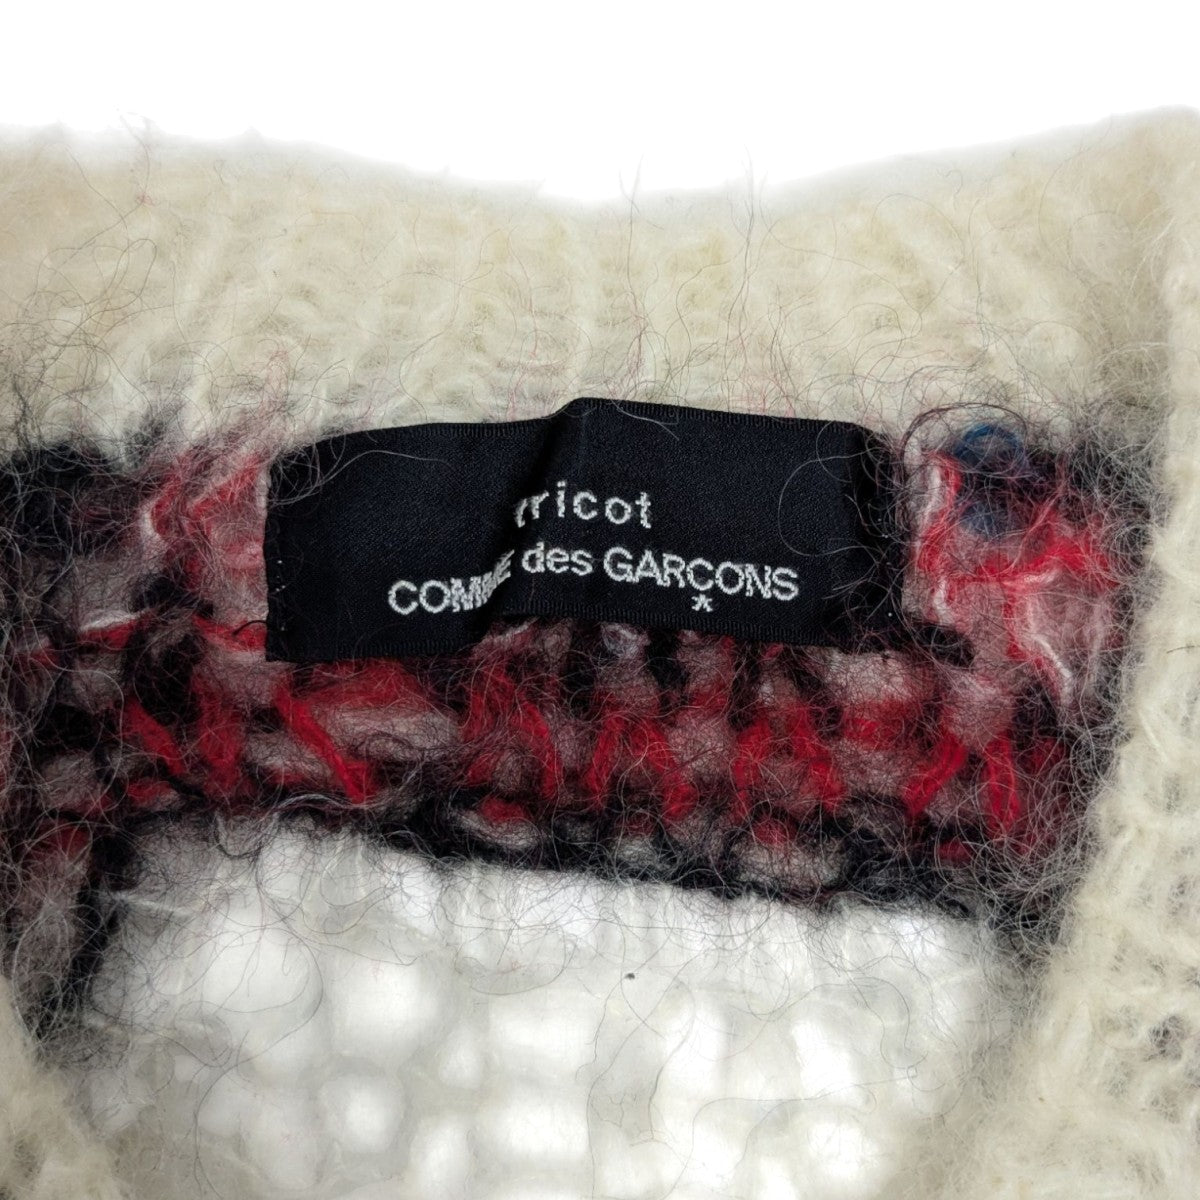 tricot
COMME des GARÇONS
*